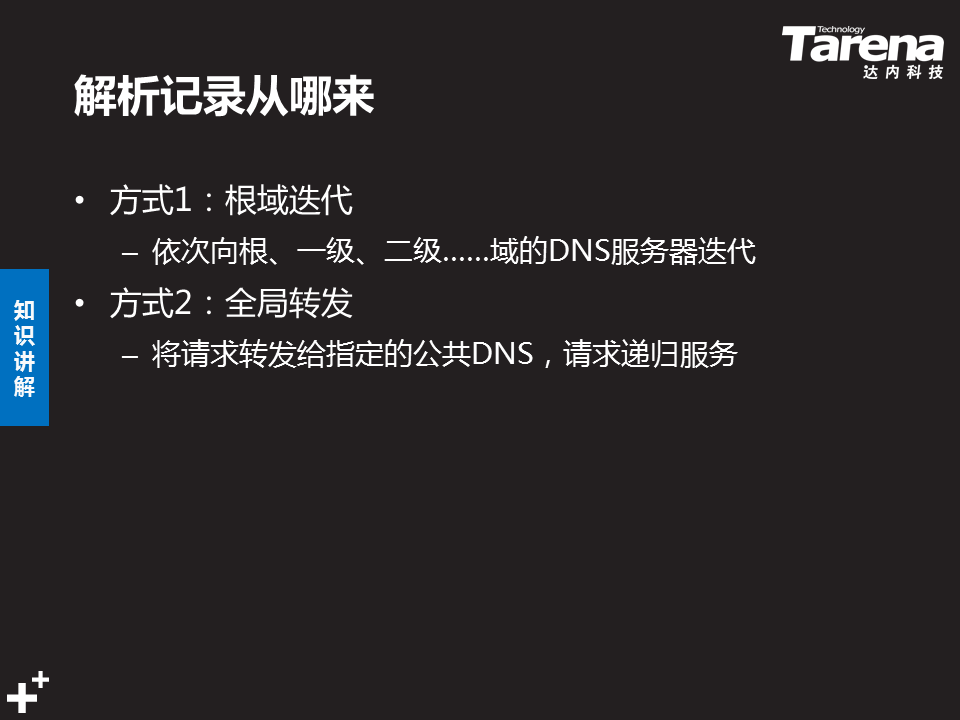 Technology
Tarena
达内科技
解析记录从哪来
• 方式1：根域迭代
– 依次向根、一级、二级……域的DNS服务器迭代
• 方式2：全局转发
– 将请求转发给指定的公共DNS，请求递归服务
知识讲解